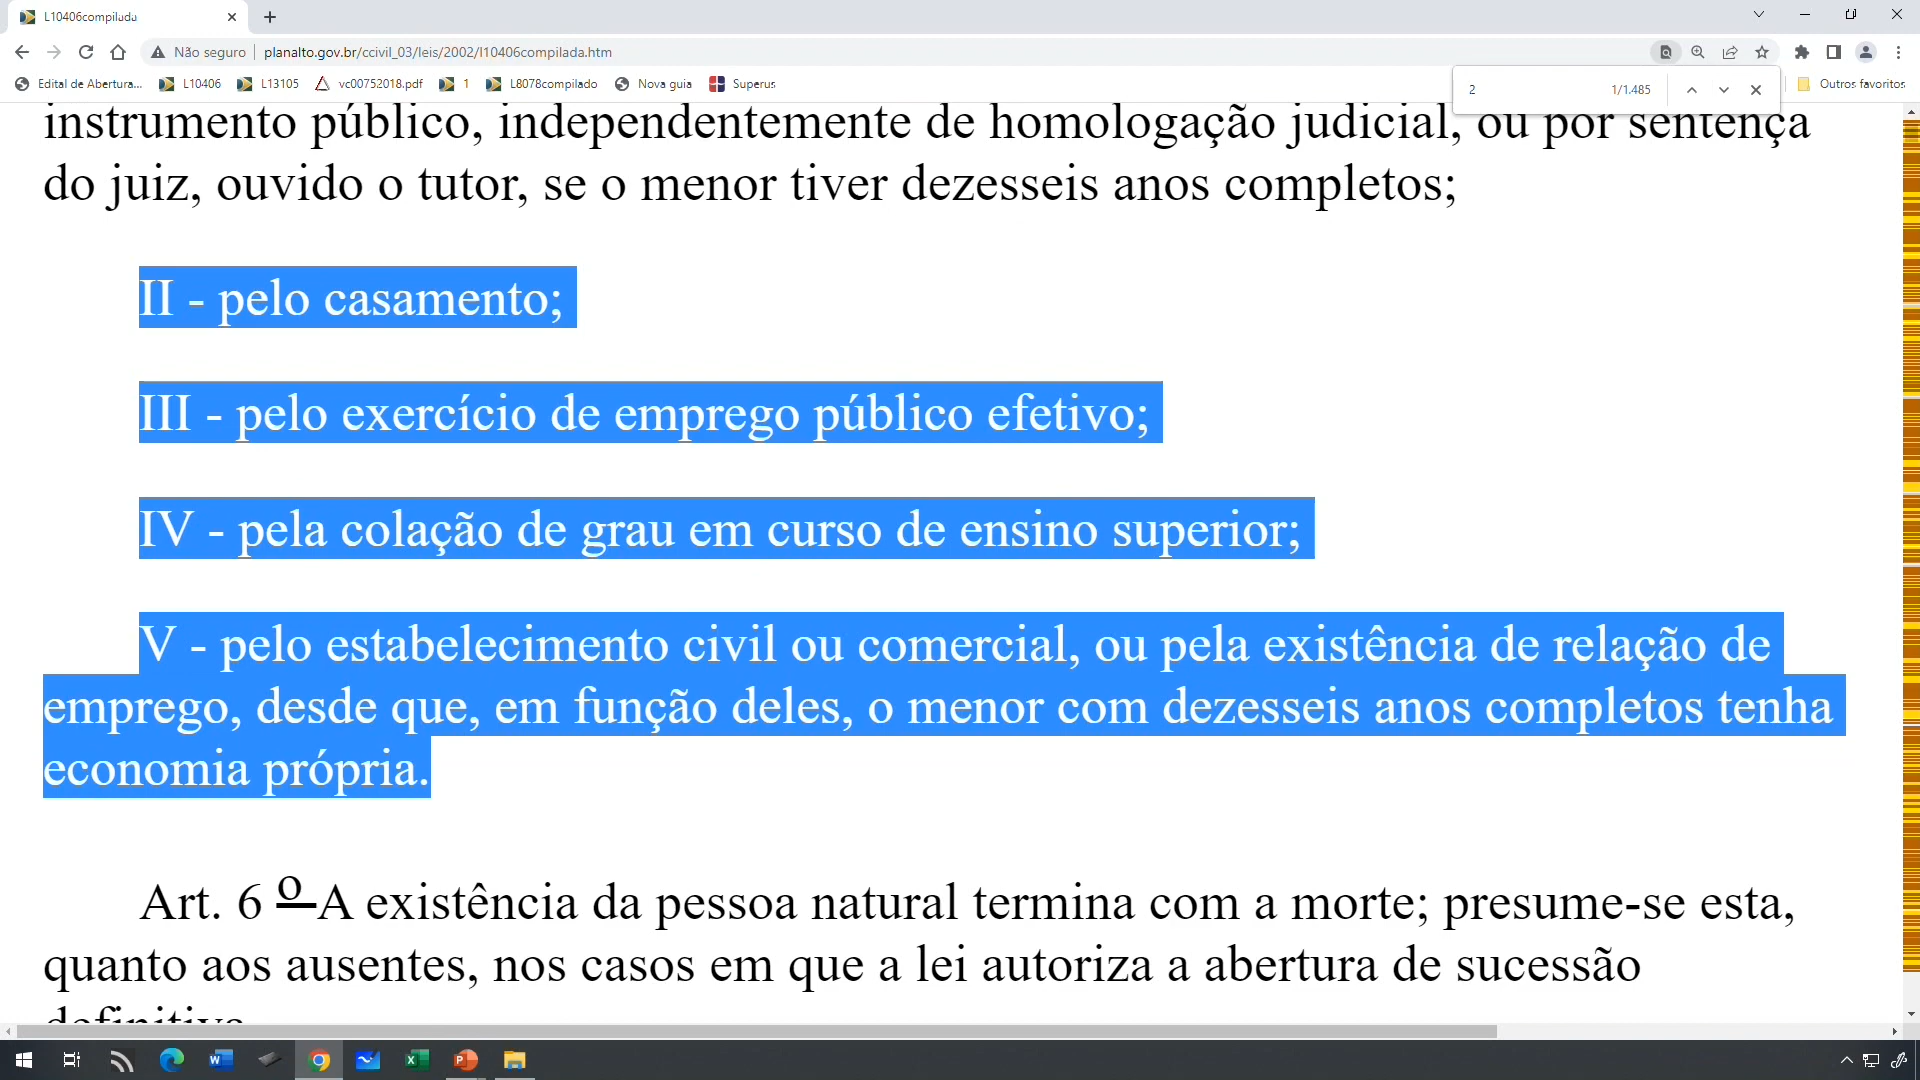 L10406compilada
Não seguro
planalto.gov.br/ccivil_03/leis/2002/l10406compilada.htm
Edital de Abertura... L10406 L13105 vc00752018.pdf 1 L8078compilado Nova guia Superus Outros favoritos
2 1/1.485
instrumento público, independentemente de homologação judicial, ou por sentença
do juiz, ouvido o tutor, se o menor tiver dezesseis anos completos;
II - pelo casamento;
III - pelo exercício de emprego público efetivo;
IV - pela colação de grau em curso de ensino superior;
V - pelo estabelecimento civil ou comercial, ou pela existência de relação de
emprego, desde que, em função deles, o menor com dezesseis anos completos tenha
economia própria.
Art. 6 o A existência da pessoa natural termina com a morte; presume-se esta,
quanto aos ausentes, nos casos em que a lei autoriza a abertura de sucessão
definitiva